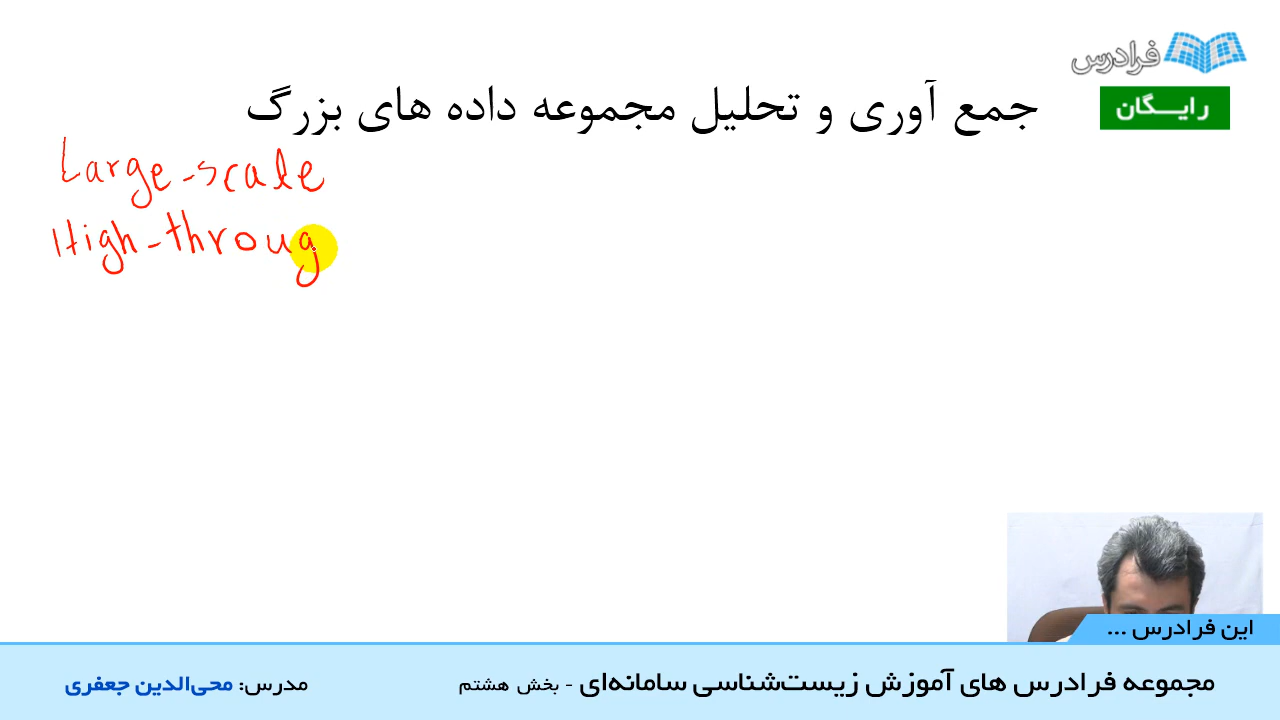 فرادرس
رایـــگان
جمع آوری و تحلیل مجموعه داده های بزرگ
Large-scale
High-throug
این فرادرس ...
مجموعه فرادرس های آموزش زیست‌شناسی سامانه‌ای - بخش هشتم
مدرس: محی‌الدین جعفری